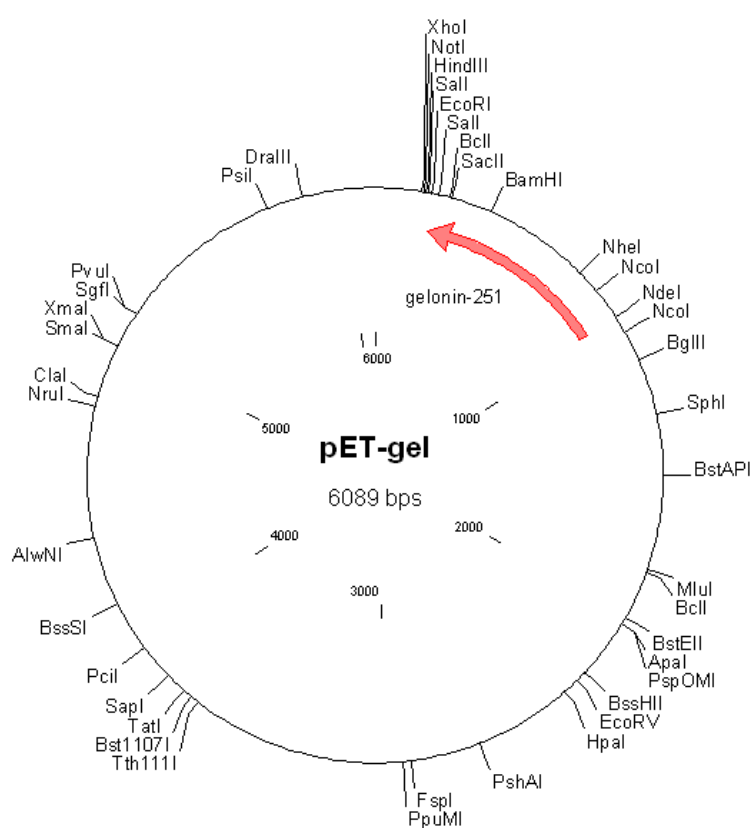 XhoI
NotI
HindIII
SalI
EcoRI
SalI
BclI
SacII
BamHI
NheI
NcoI
NdeI
NcoI
BglII
SphI
BstAPI
MluI
BclI
BstEII
ApaI
PspOMI
BssHII
EcoRV
HpaI
PshAI
FspI
PpuMI
Tth111I
Bst1107I
TatI
SapI
PciI
BssSI
AlwNI
NruI
ClaI
SmaI
XmaI
SgfI
PvuI
PsiI
DraIII
gelonin-251
6000
1000
2000
3000
4000
5000
pET-gel
6089 bps